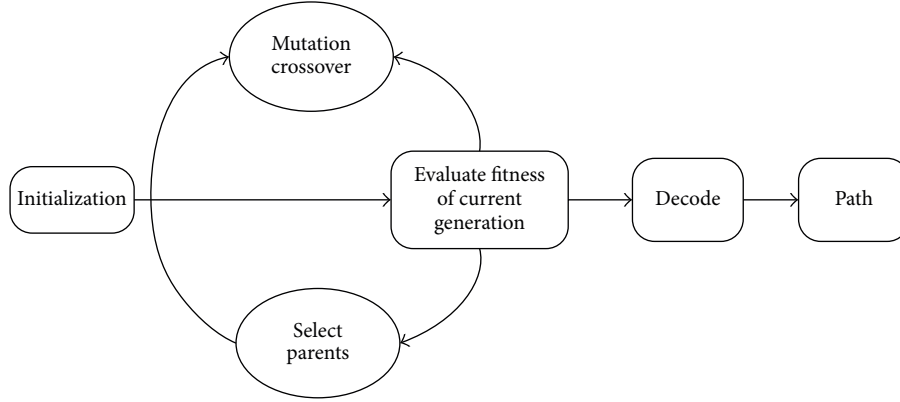 Mutation
crossover
Initialization
Evaluate fitness
of current
generation
Decode
Path
Select
parents